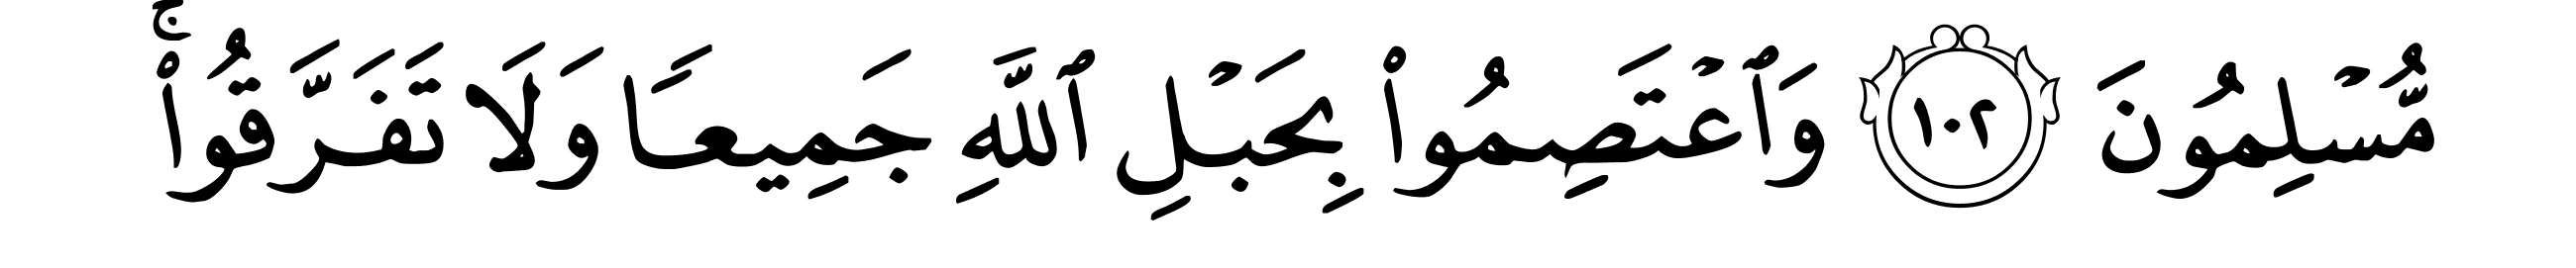 مُّسۡلِمُونَ ١٠٢ وَٱعۡتَصِمُواْ بِحَبۡلِ ٱللَّهِ جَمِيعٗا وَلَا تَفَرَّقُواْۚ